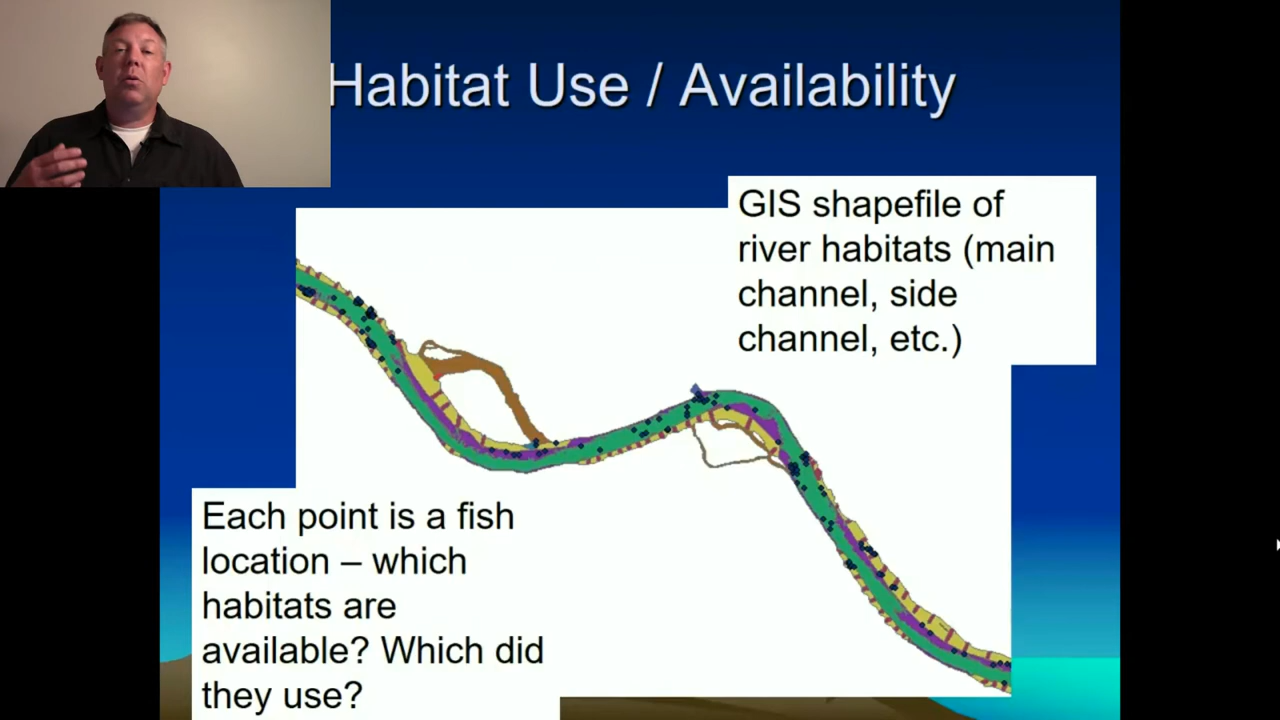 Habitat Use / Availability
GIS shapefile of
river habitats (main
channel, side
channel, etc.)
Each point is a fish
location – which
habitats are
available? Which did
they use?